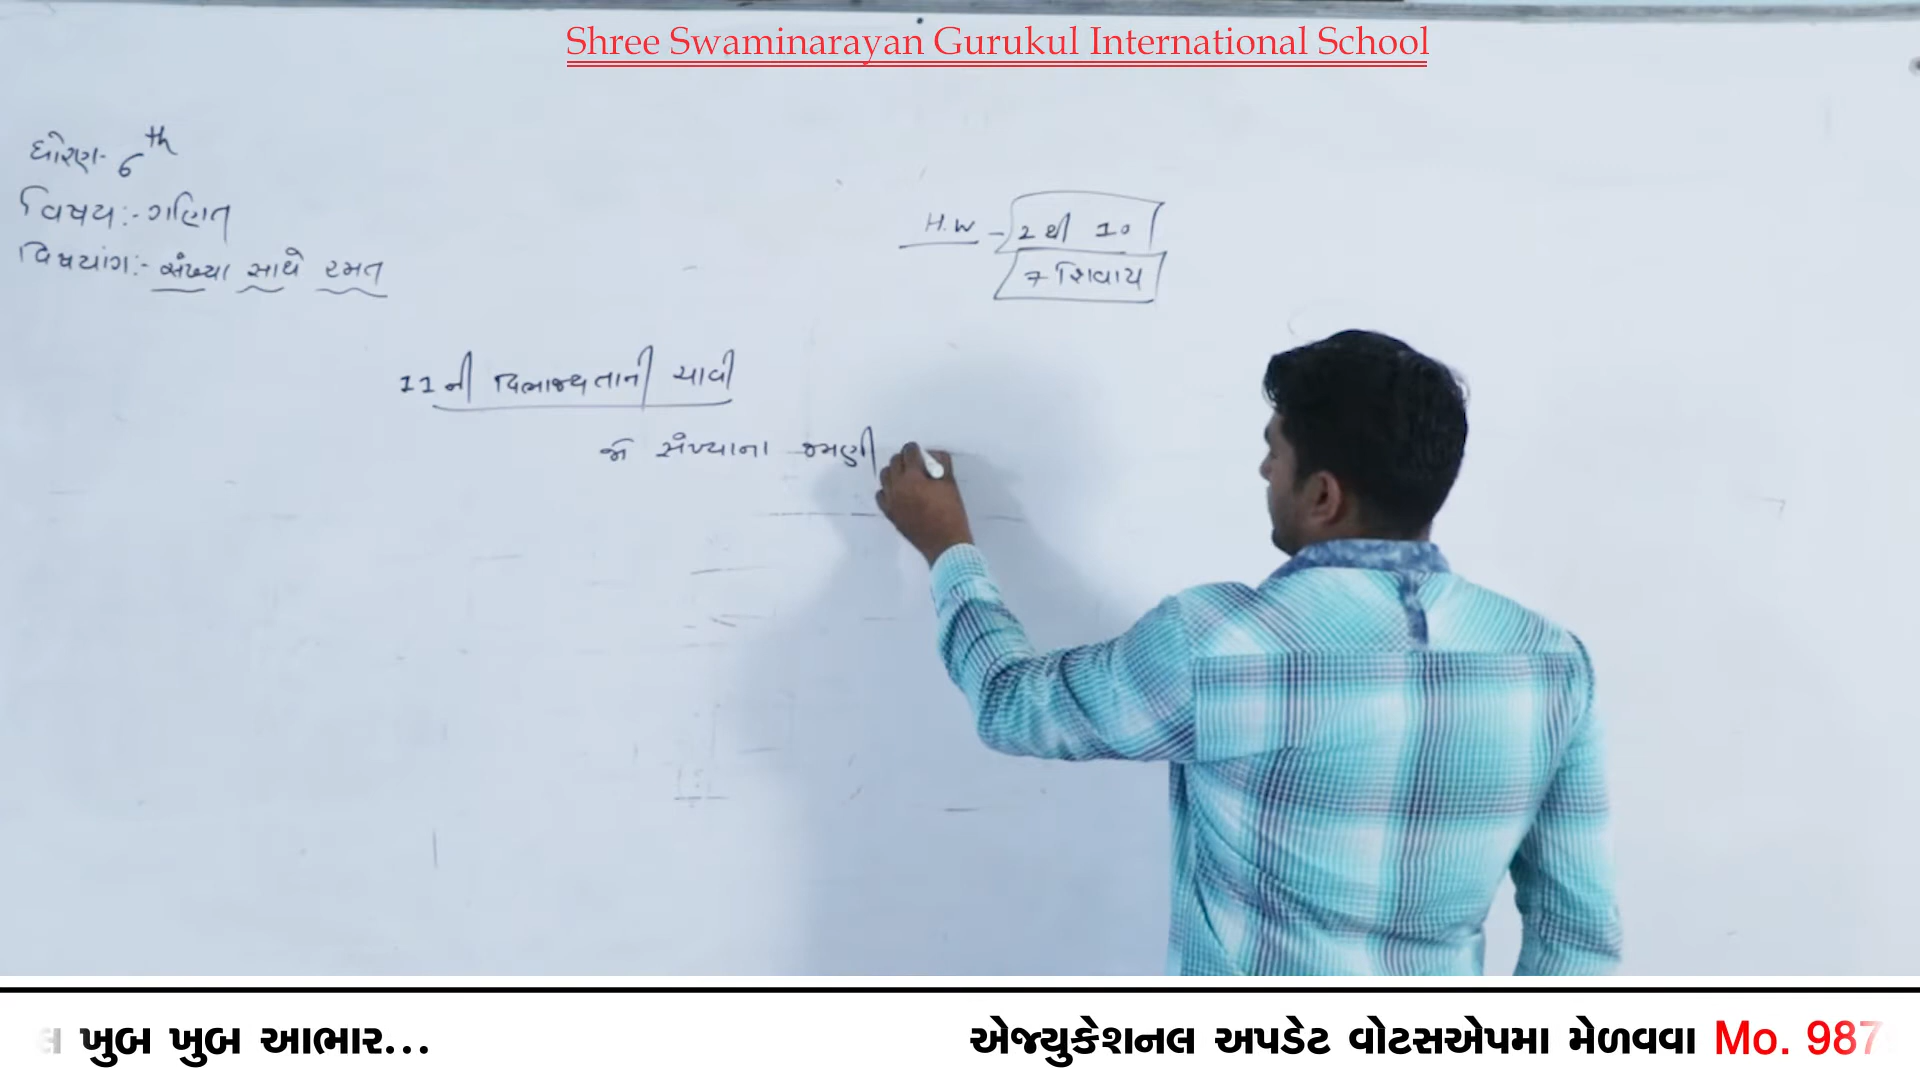 Shree Swaminarayan Gurukul International School
ધોરણ- 6th
વિષય:- ગણિત
વિષયાંગ:- સંખ્યા સાથે રમત
H.W - 2 થી 10
7 શિવાય
11 ની વિભાજ્યતાની ચાવી
જો સંખ્યાના જમણી
ખુબ ખુબ આભાર... એજ્યુકેશનલ અપડેટ વોટસએપમા મેળવવા Mo. 987